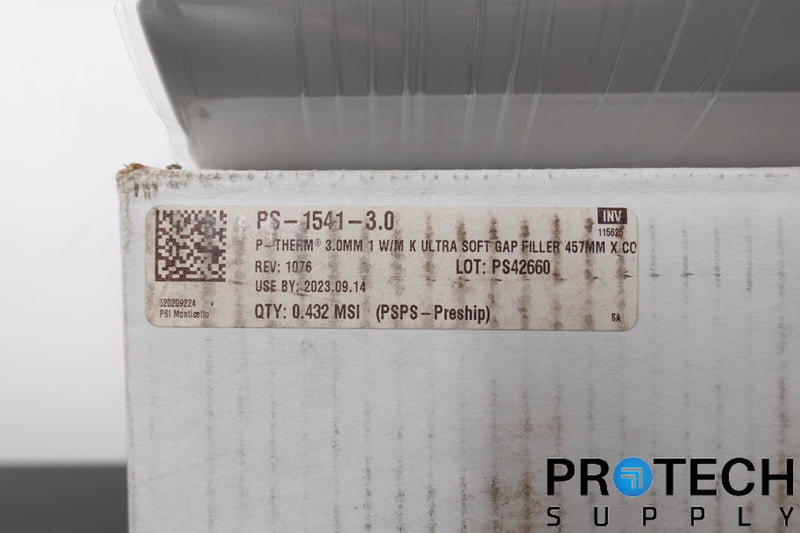 PS-1541-3.0
INV
115625
P-THERM® 3.0MM 1 W/M K ULTRA SOFT GAP FILLER 457MM X CO
REV: 1076
LOT: PS42660
USE BY: 2023.09.14
QTY: 0.432 MSI (PSPS-Preship)
520209224
PSI Monticello
SA
PROTECH
SUPPLY